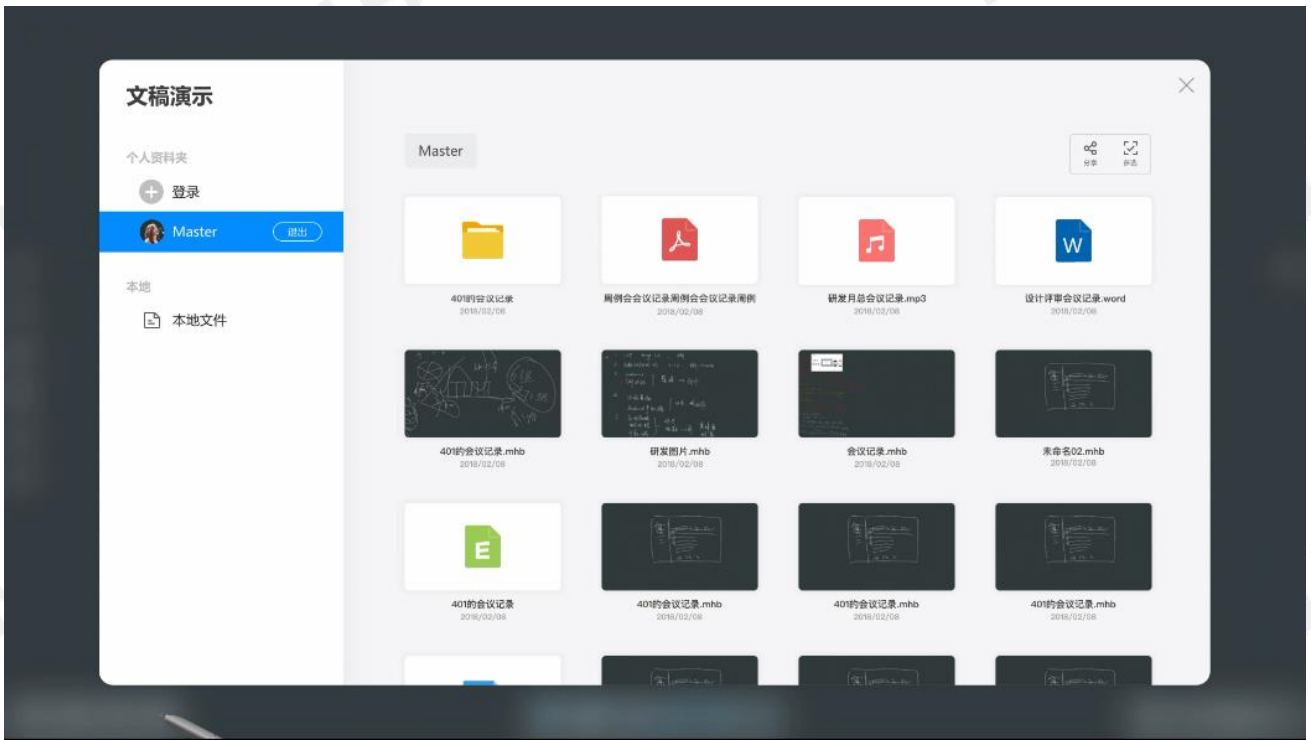 文稿演示
个人资料夹
登录
Master
退出
本地
本地文件
Master
分享
401的会议记录
2018/02/08
周例会会议记录周例会会议记录周例
2018/02/08
研发月总会议记录.mp3
2018/02/08
设计评审会议记录.word
2018/02/08
W
401的会议记录.mhb
2018/02/08
研发图片.mhb
2018/02/08
会议记录.mhb
2018/02/08
未命名02.mhb
2018/02/08
E
401的会议记录
2018/02/08
401的会议记录.mhb
2018/02/08
401的会议记录.mhb
2018/02/08
401的会议记录.mhb
2018/02/08